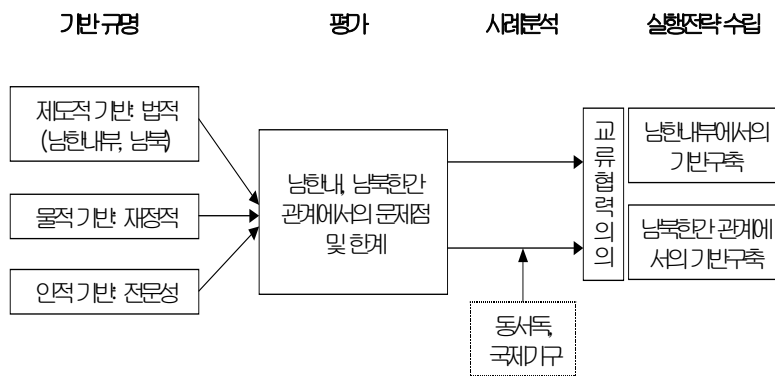 기반 규명
평가
사례분석
실행전략 수립
제도적 기반: 법적
(남한내부, 남북)
물적 기반: 재정적
인적 기반: 전문성
남한내, 남북한간
관계에서의 문제점
및 한계
동서독,
국제기구
교류협력의의
남한내부에서의
기반구축
남북한간 관계에
서의 기반구축